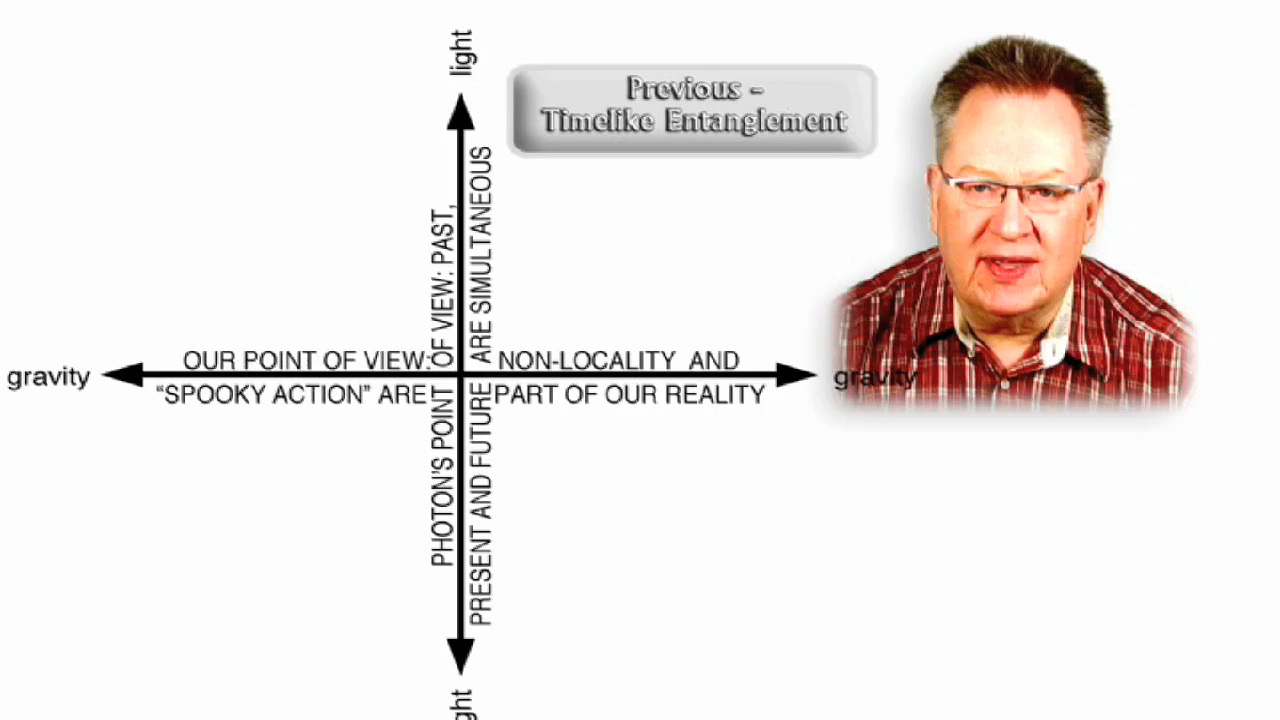 light
Previous -
Timelike Entanglement
OUR POINT OF VIEW: NON-LOCALITY AND
"SPOOKY ACTION" ARE PART OF OUR REALITY
gravity
gravity
PHOTON'S POINT OF VIEW: PAST,
PRESENT AND FUTURE ARE SIMULTANEOUS
ght